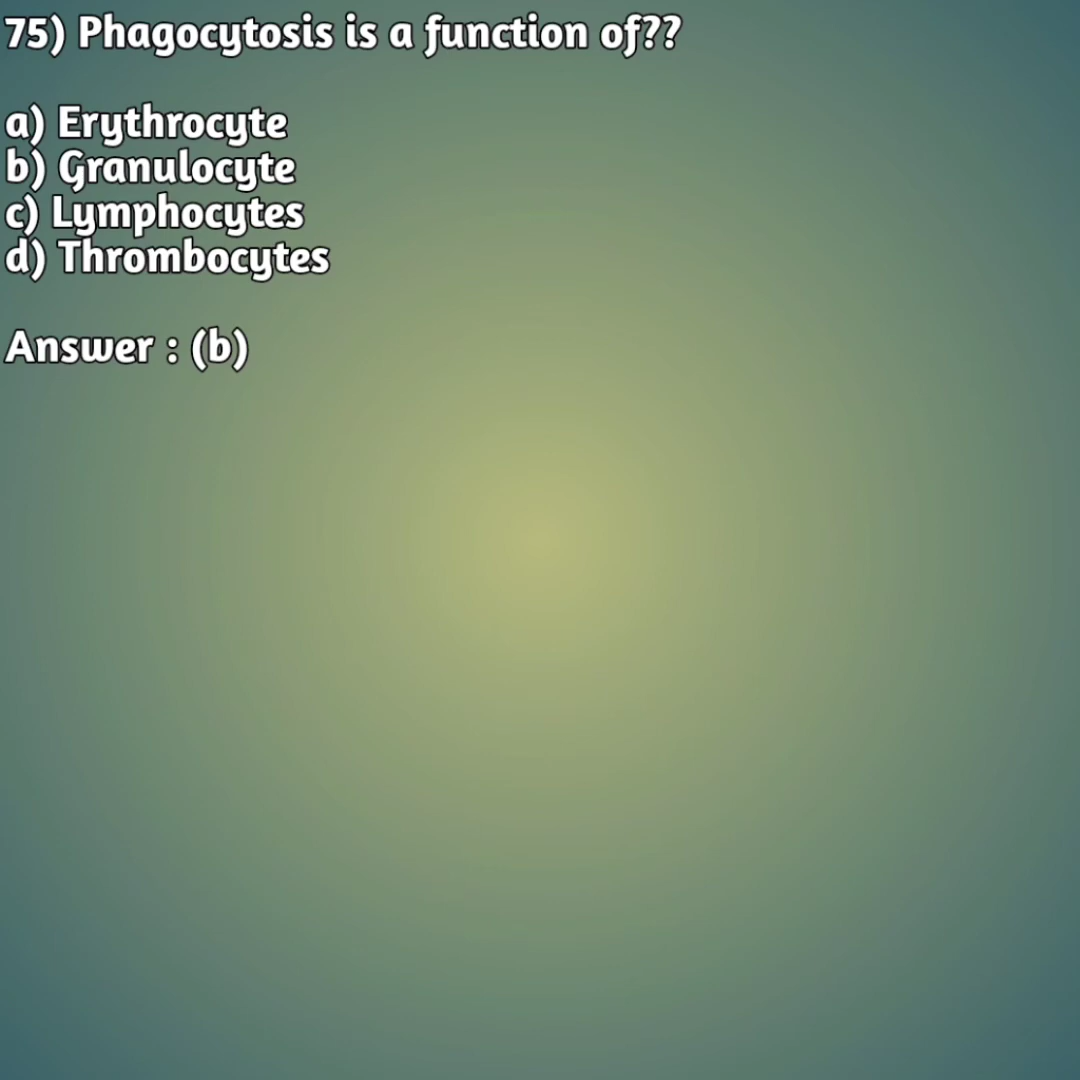 75) Phagocytosis is a function of??
a) Erythrocyte
b) Granulocyte
c) Lymphocytes
d) Thrombocytes
Answer : (b)